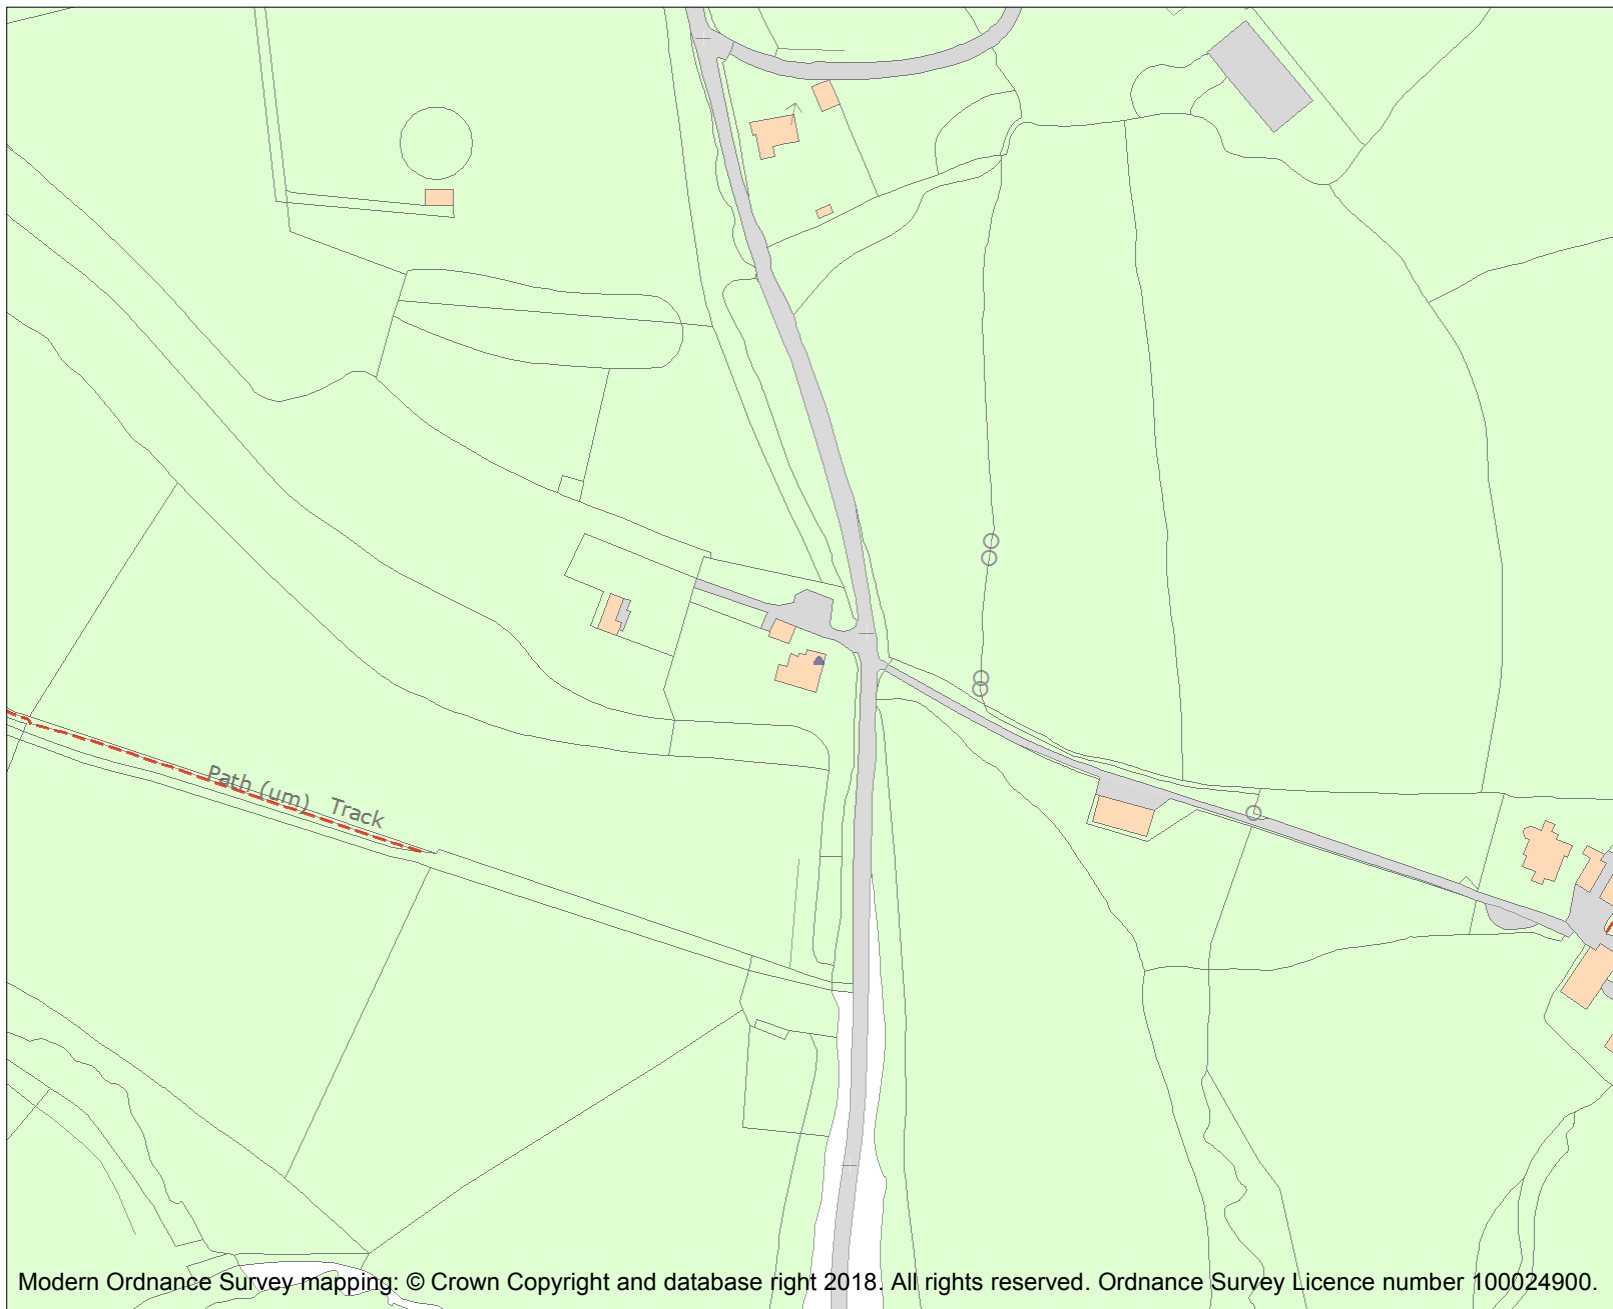 Path (um) Track
Modern Ordnance Survey mapping: © Crown Copyright and database right 2018. All rights reserved. Ordnance Survey Licence number 100024900.